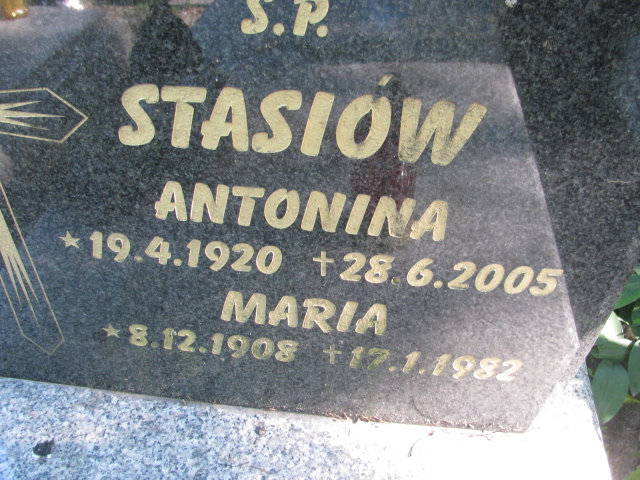 Ś.P.
STASIÓW
ANTONINA
★19.4.1920 ✝28.6.2005
MARIA
★8.12.1908 ✝17.1.1982